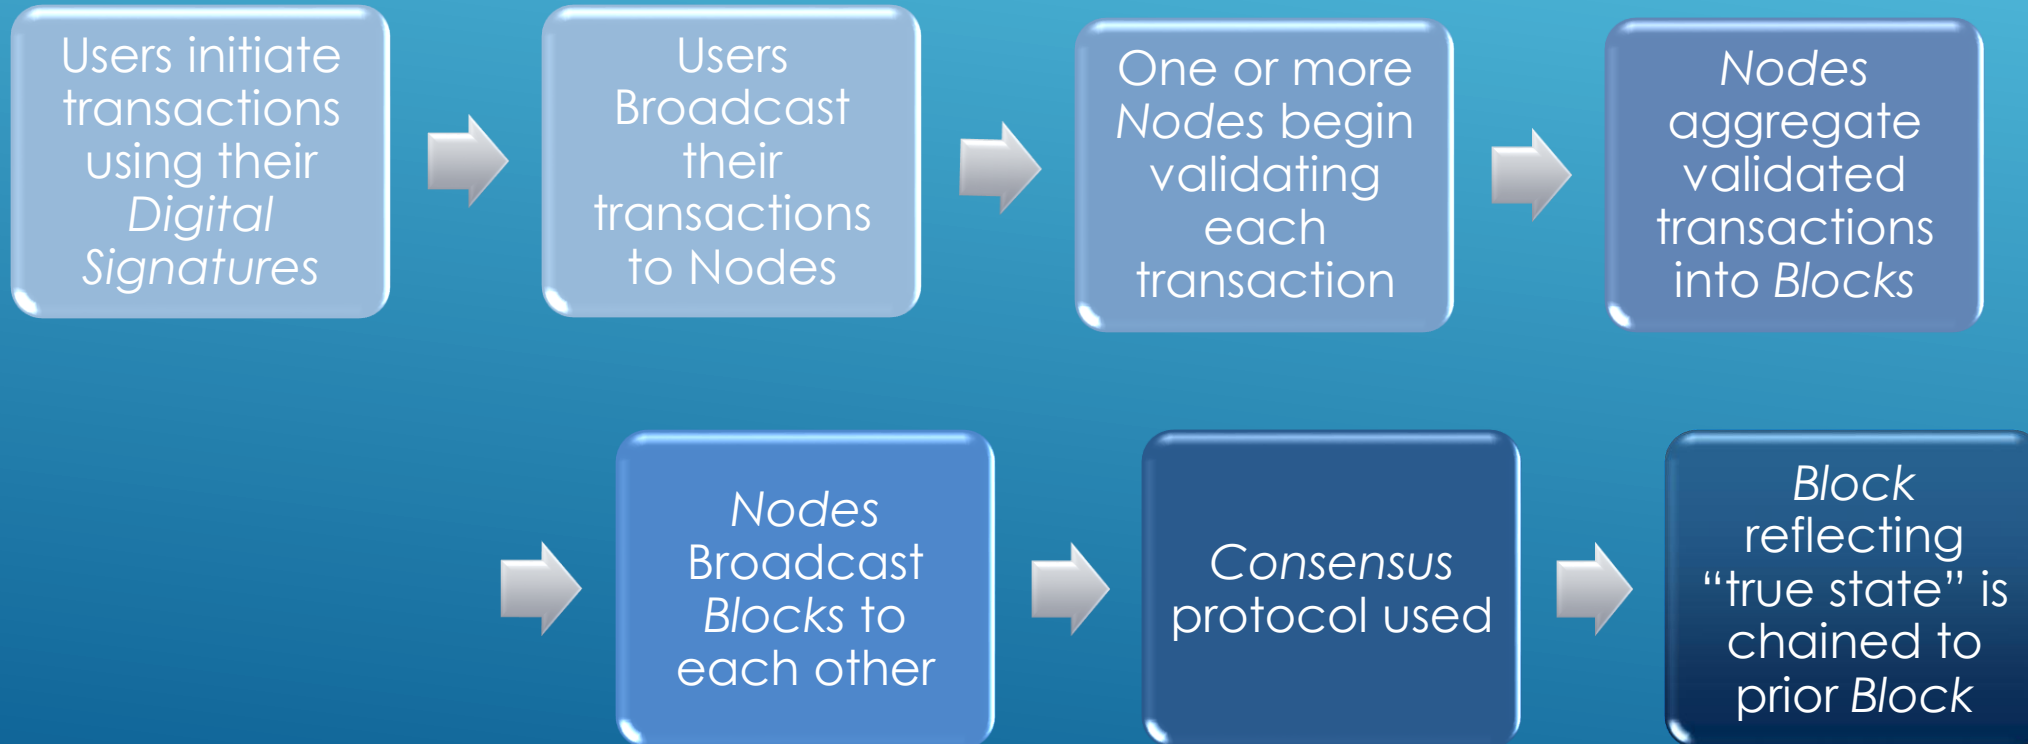 Users initiate
transactions
using their
Digital
Signatures
Users
Broadcast
their
transactions
to Nodes
One or more
Nodes begin
validating
each
transaction
Nodes
aggregate
validated
transactions
into Blocks
Nodes
Broadcast
Blocks to
each other
Consensus
protocol used
Block
reflecting
“true state” is
chained to
prior Block